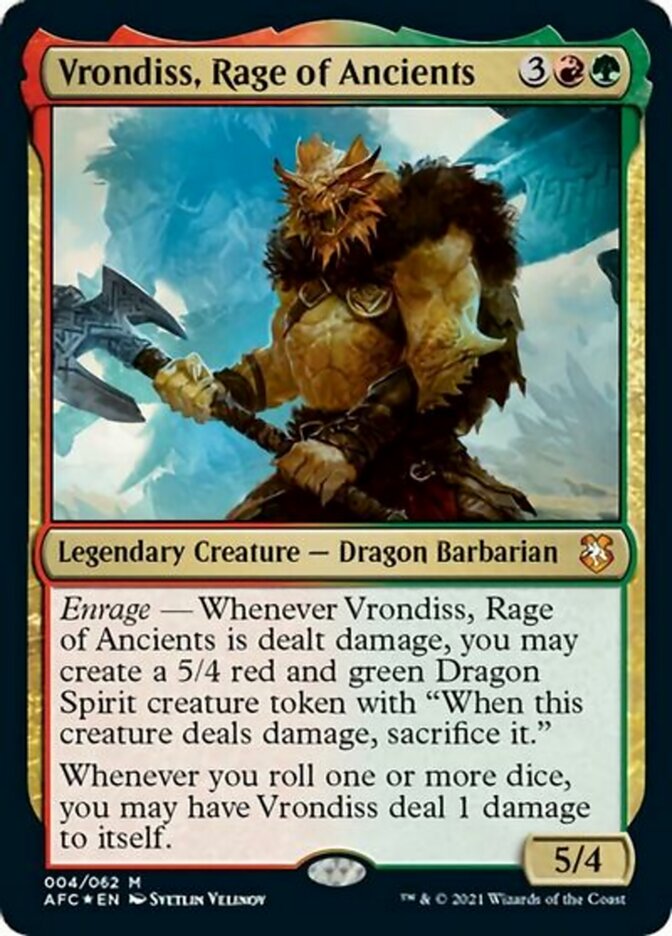 Vrondiss, Rage of Ancients 3
Legendary Creature — Dragon Barbarian
Enrage — Whenever Vrondiss, Rage
of Ancients is dealt damage, you may
create a 5/4 red and green Dragon
Spirit creature token with “When this
creature deals damage, sacrifice it.”
Whenever you roll one or more dice,
you may have Vrondiss deal 1 damage
to itself.
5/4
004/062 M
AFC★EN Svetlin Velinov
™ & © 2021 Wizards of the Coast